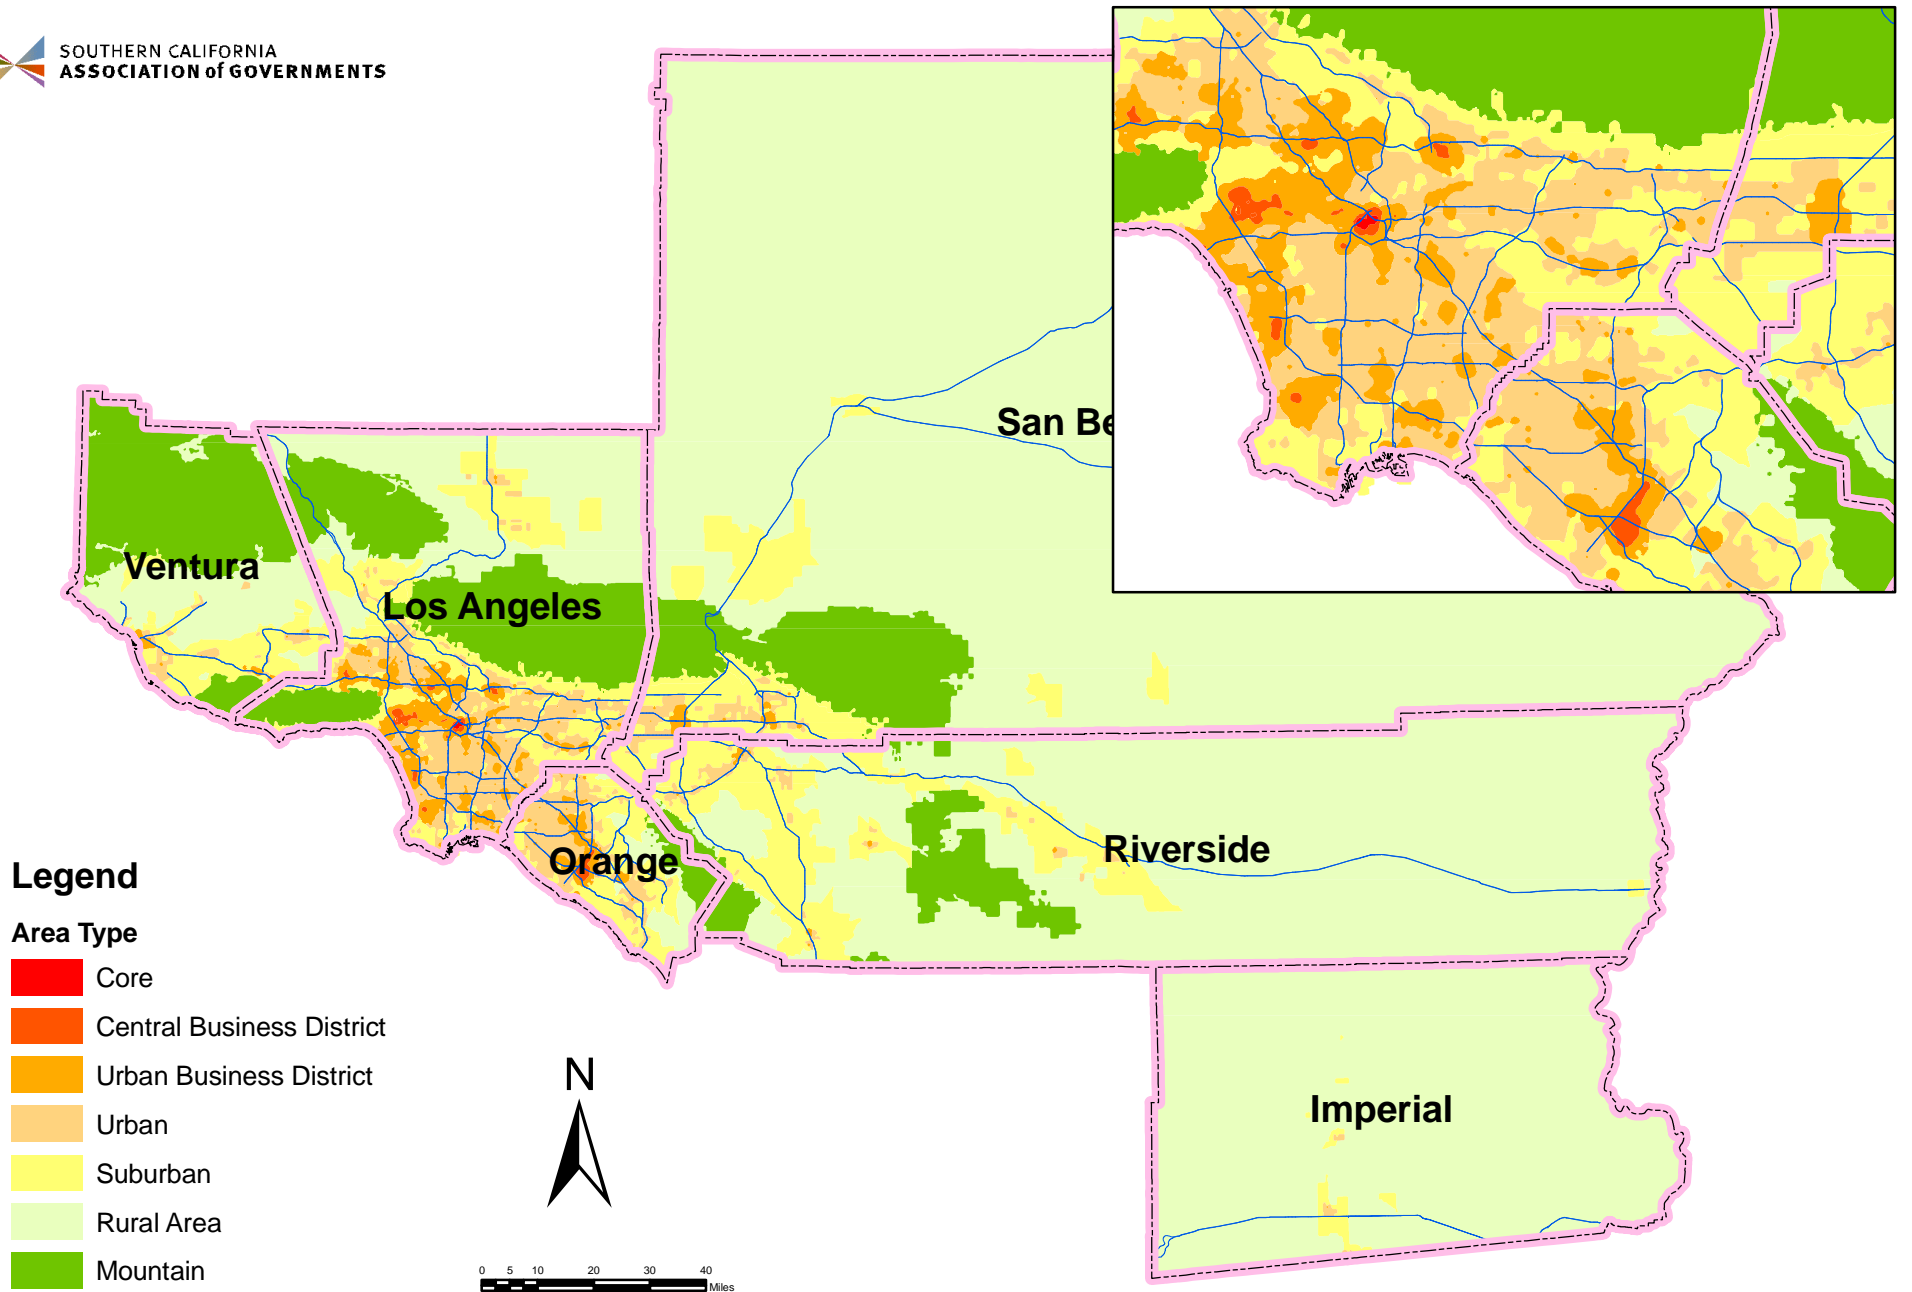 SOUTHERN CALIFORNIA
ASSOCIATION of GOVERNMENTS
San Be
Ventura
Los Angeles
Orange
Riverside
Imperial
Legend
Area Type
Core
Central Business District
Urban Business District
Urban
Suburban
Rural Area
Mountain
N
0 5 10 20 30 40
Miles